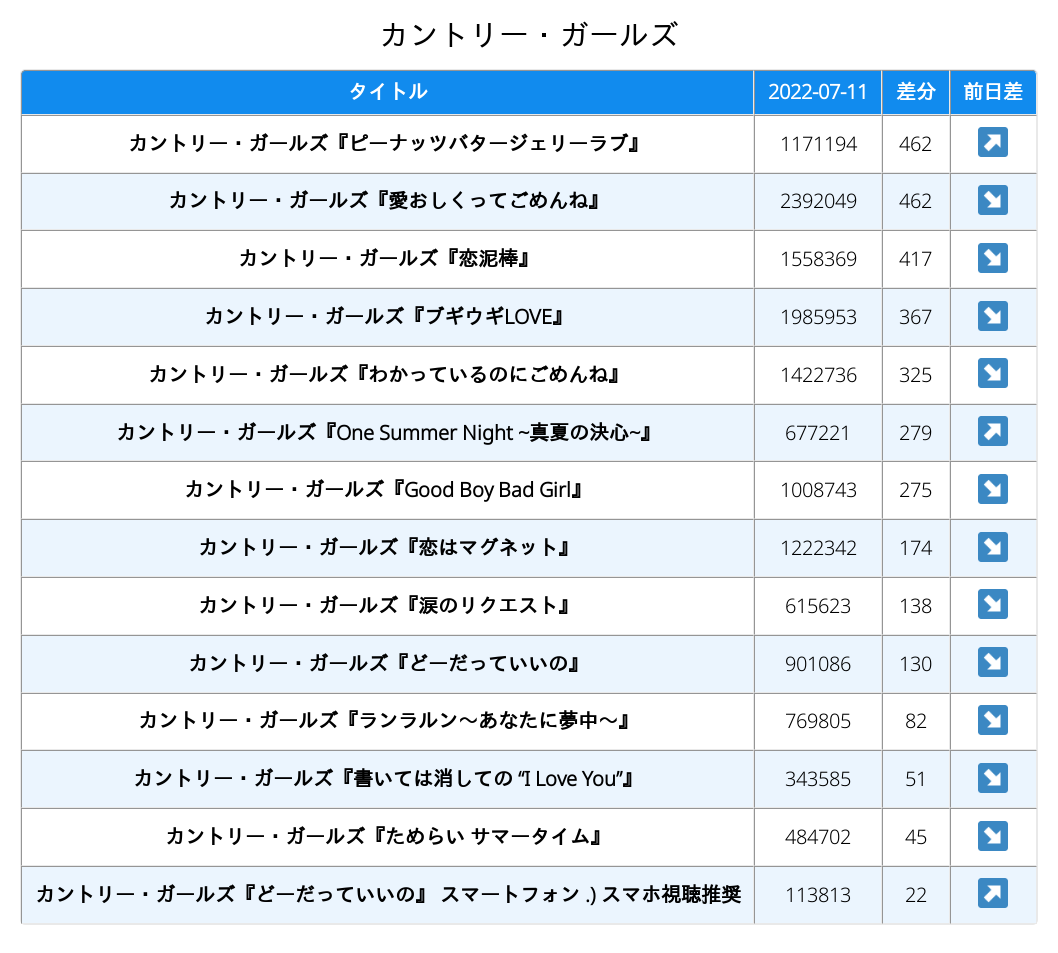 カントリー・ガールズ
タイトル 2022-07-11 差分 前日差
カントリー・ガールズ『ピーナッツバタージェリーラブ』 1171194 462
カントリー・ガールズ『愛おしくってごめんね』 2392049 462
カントリー・ガールズ『恋泥棒』 1558369 417
カントリー・ガールズ『ブギウギLOVE』 1985953 367
カントリー・ガールズ『わかっているのにごめんね』 1422736 325
カントリー・ガールズ『One Summer Night ~真夏の決心~』 677221 279
カントリー・ガールズ『Good Boy Bad Girl』 1008743 275
カントリー・ガールズ『恋はマグネット』 1222342 174
カントリー・ガールズ『涙のリクエスト』 615623 138
カントリー・ガールズ『どーだっていいの』 901086 130
カントリー・ガールズ『ランラルン～あなたに夢中～』 769805 82
カントリー・ガールズ『書いては消しての “I Love You”』 343585 51
カントリー・ガールズ『ためらい サマータイム』 484702 45
カントリー・ガールズ『どーだっていいの』 スマートフォン .) スマホ視聴推奨 113813 22